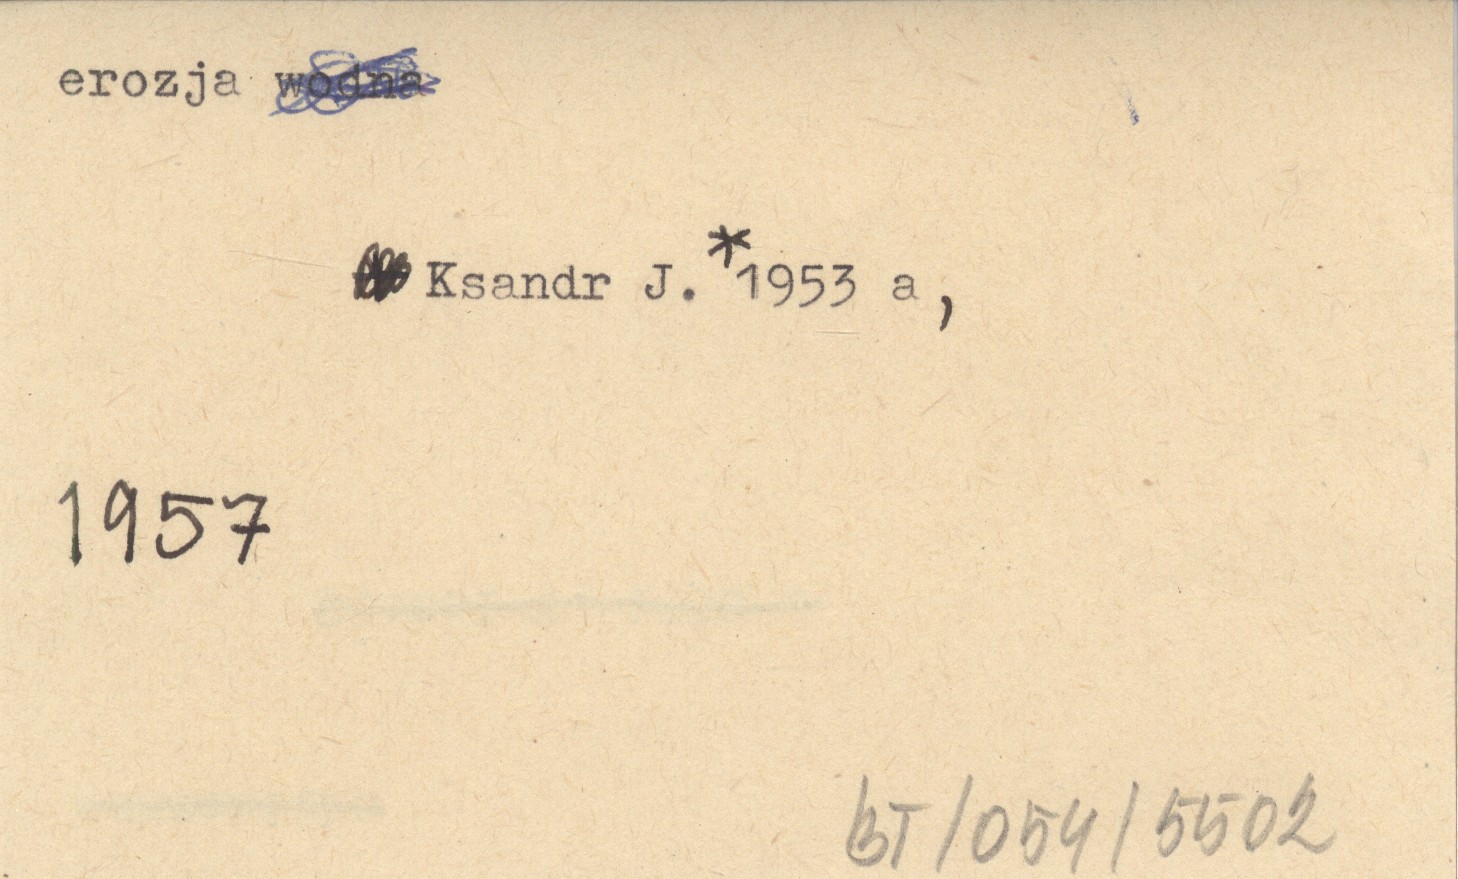 erozja wodna
Ksandr J.*1953 a,
1957
BT/054/5502